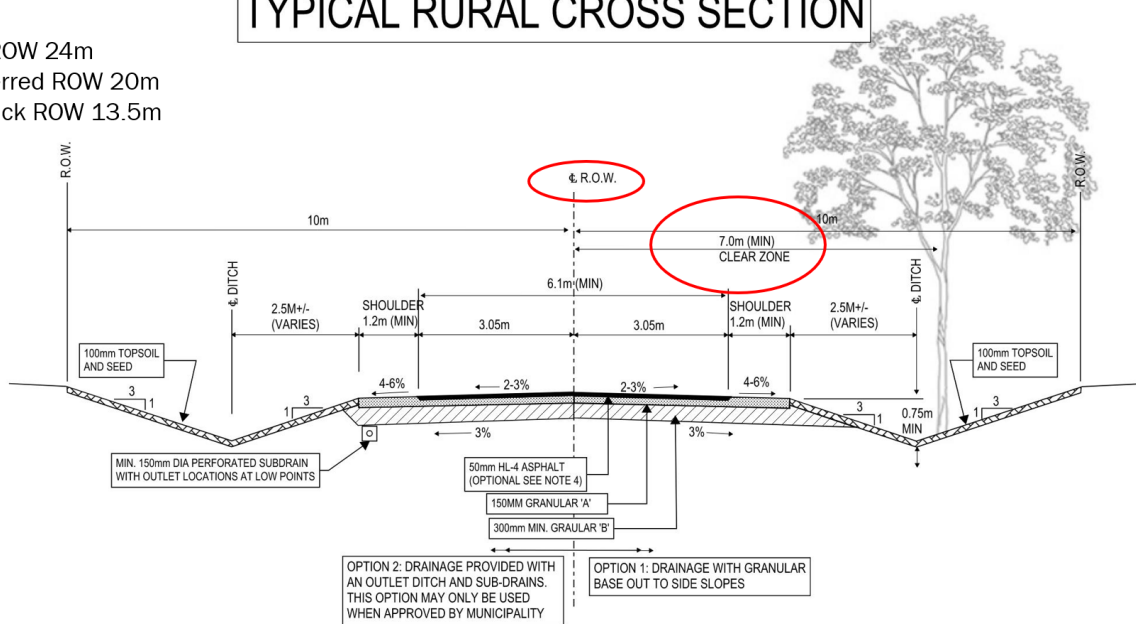 TYPICAL RURAL CROSS SECTION
ROW 24m
rred ROW 20m
ck ROW 13.5m
R.O.W.
℄ R.O.W.
R.O.W.
10m
10m
7.0m (MIN)
CLEAR ZONE
6.1m (MIN)
℄ DITCH
℄ DITCH
2.5M+/-
(VARIES)
SHOULDER
1.2m (MIN)
3.05m
3.05m
SHOULDER
1.2m (MIN)
2.5M+/-
(VARIES)
100mm TOPSOIL
AND SEED
100mm TOPSOIL
AND SEED
3
1
3
1
4-6%
2-3%
2-3%
4-6%
3
1
3
1
0.75m
MIN
3%
3%
MIN. 150mm DIA PERFORATED SUBDRAIN
WITH OUTLET LOCATIONS AT LOW POINTS
50mm HL-4 ASPHALT
(OPTIONAL SEE NOTE 4)
150MM GRANULAR 'A'
300mm MIN. GRAULAR 'B'
OPTION 2: DRAINAGE PROVIDED WITH
AN OUTLET DITCH AND SUB-DRAINS.
THIS OPTION MAY ONLY BE USED
WHEN APPROVED BY MUNICIPALITY
OPTION 1: DRAINAGE WITH GRANULAR
BASE OUT TO SIDE SLOPES